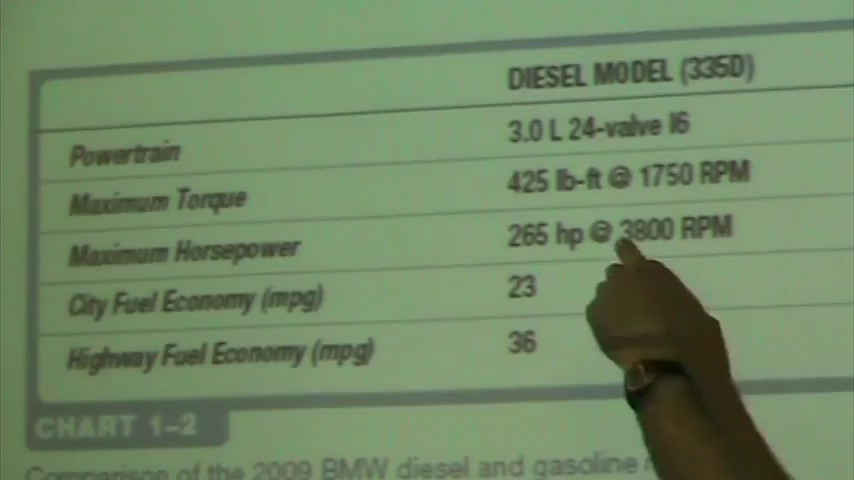 DIESEL MODEL (335D)
Powertrain 3.0 L 24-valve I6
Maximum Torque 425 lb-ft @ 1750 RPM
Maximum Horsepower 265 hp @ 3800 RPM
City Fuel Economy (mpg) 23
Highway Fuel Economy (mpg) 36
CHART 1-2
Comparison of the 2009 BMW diesel and gasoline